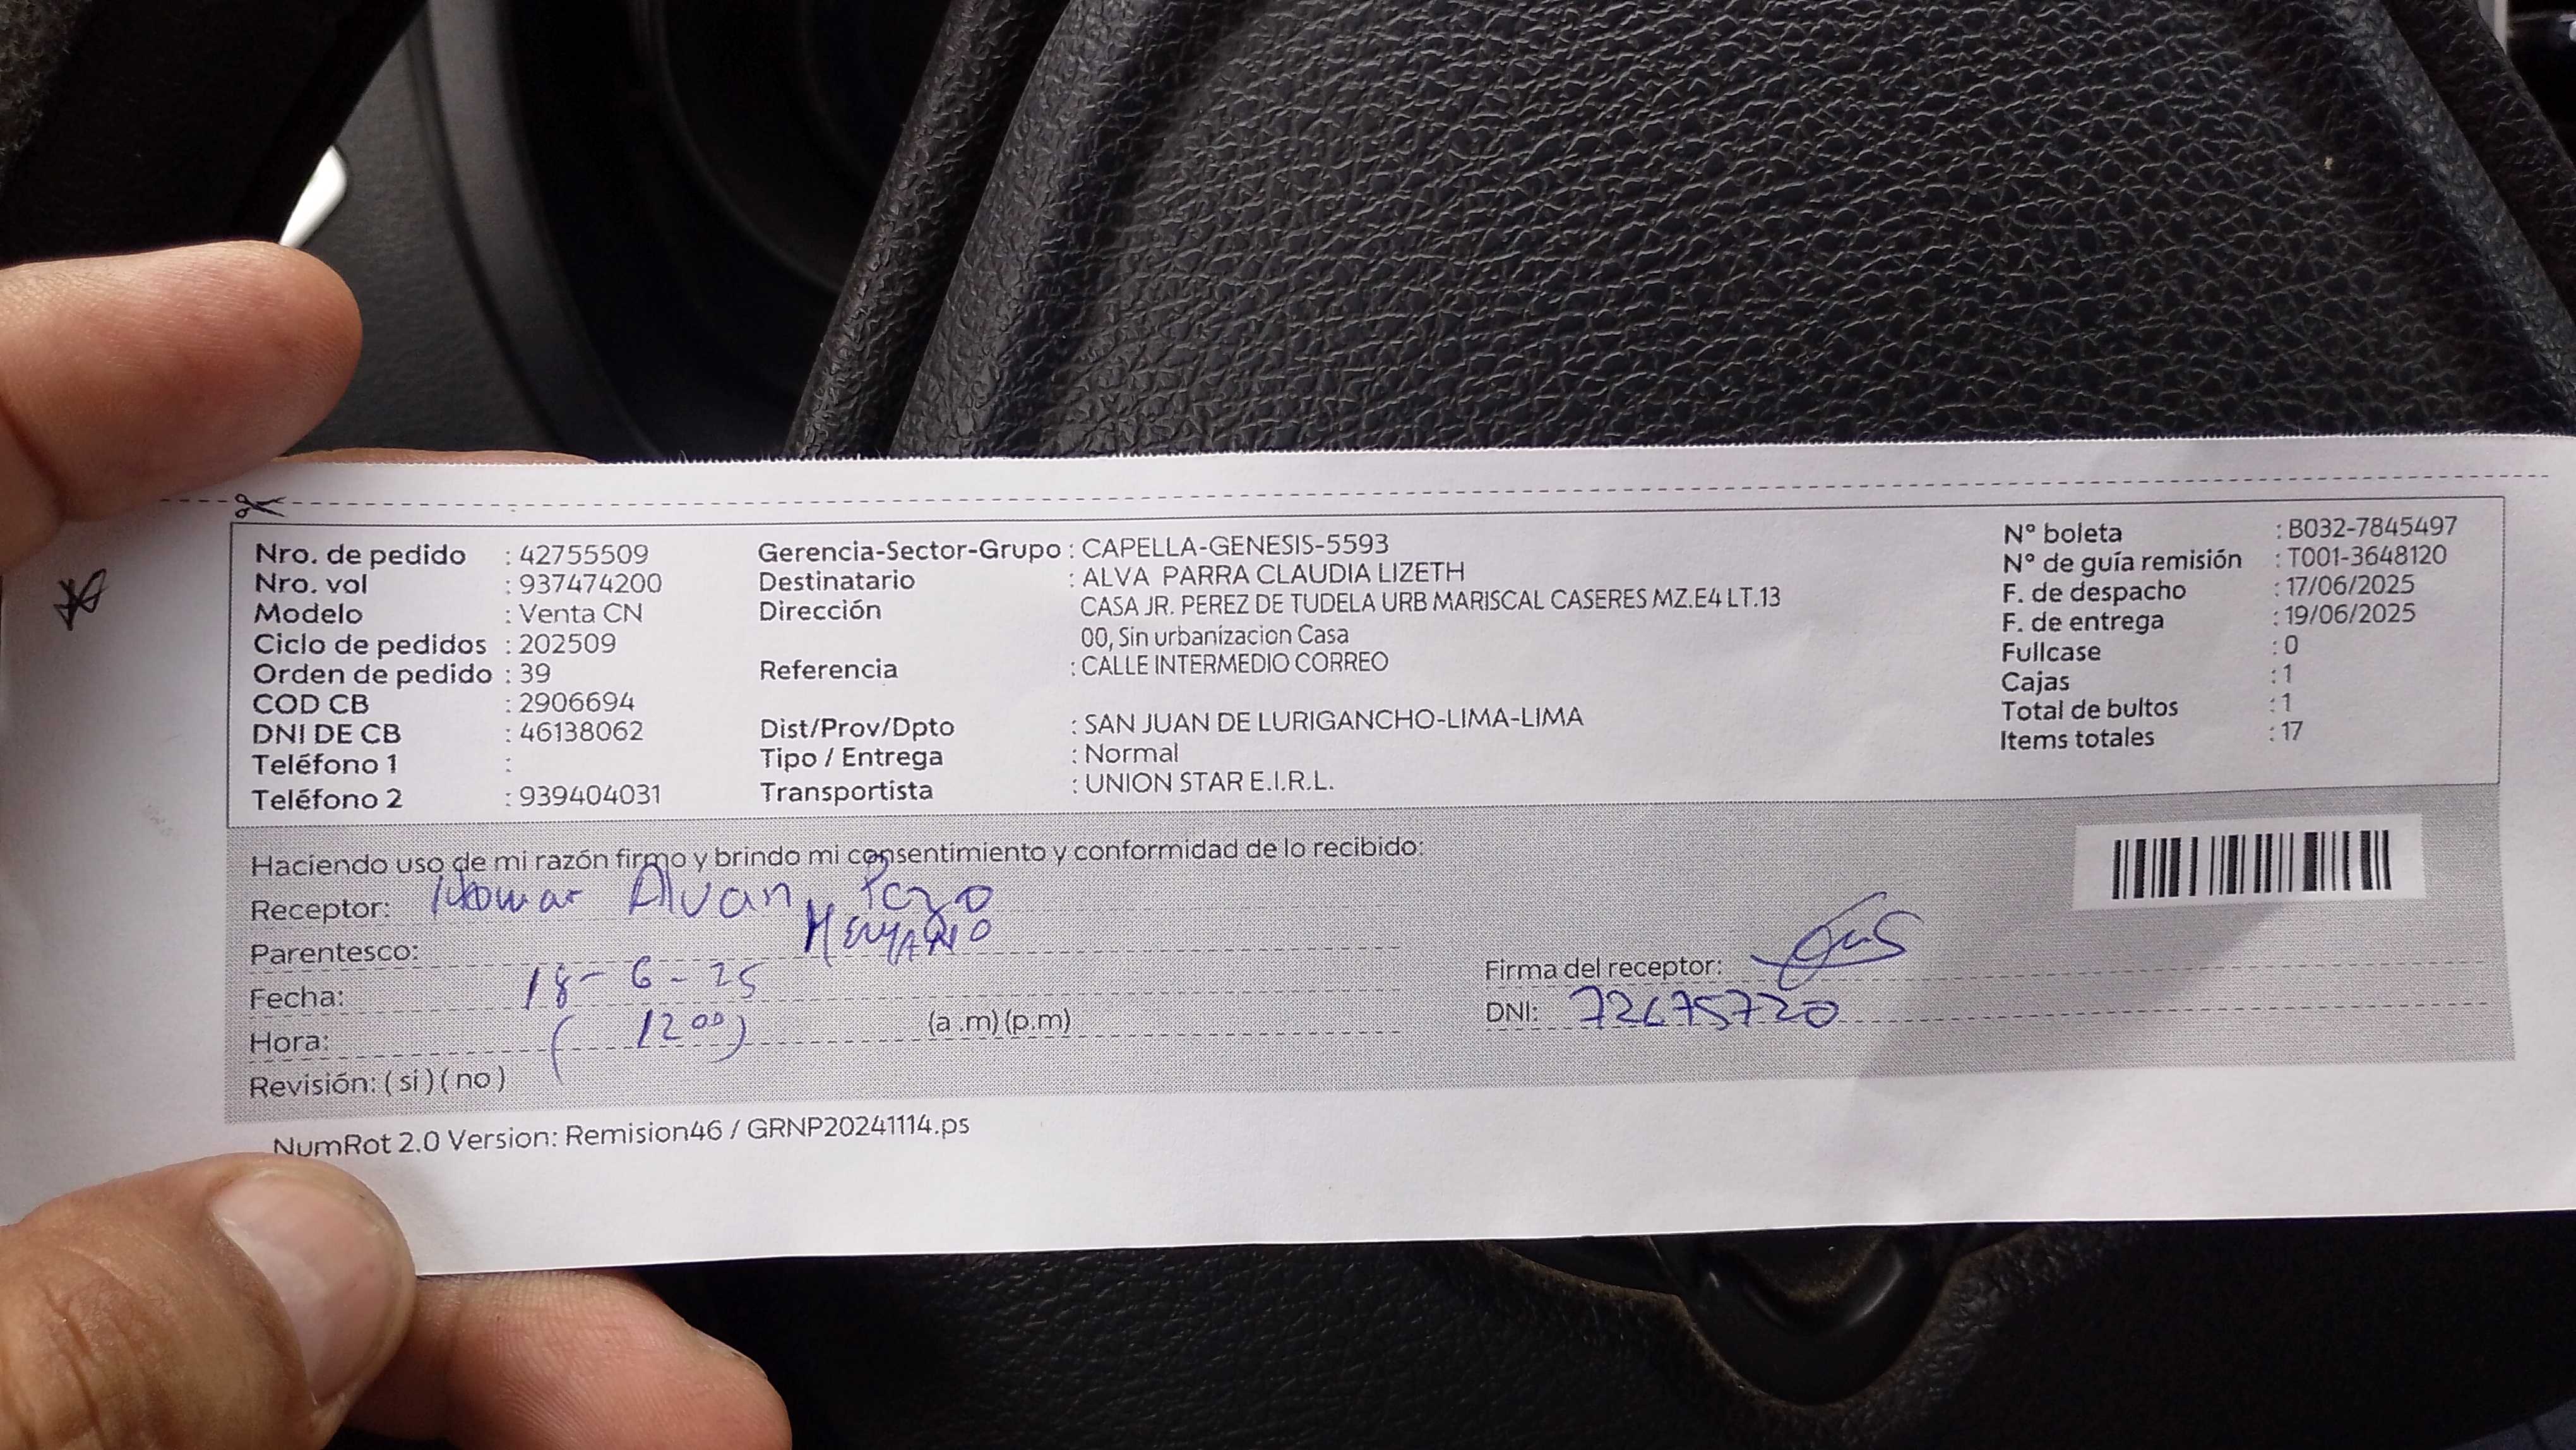 Nro. de pedido : 42755509
Nro. vol : 937474200
Modelo : Venta CN
Ciclo de pedidos : 202509
Orden de pedido : 39
COD CB : 2906694
DNI DE CB : 46138062
Teléfono 1 :
Teléfono 2 : 939404031
Gerencia-Sector-Grupo : CAPELLA-GENESIS-5593
Destinatario : ALVA PARRA CLAUDIA LIZETH
Dirección CASA JR. PEREZ DE TUDELA URB MARISCAL CASERES MZ.E4 LT.13
00, Sin urbanizacion Casa
Referencia : CALLE INTERMEDIO CORREO
Dist/Prov/Dpto : SAN JUAN DE LURIGANCHO-LIMA-LIMA
Tipo / Entrega : Normal
Transportista : UNION STAR E.I.R.L.
N° boleta : B032-7845497
N° de guía remisión : T001-3648120
F. de despacho : 17/06/2025
F. de entrega : 19/06/2025
Fullcase : 0
Cajas : 1
Total de bultos : 1
Items totales : 17
Haciendo uso de mi razón firmo y brindo mi consentimiento y conformidad de lo recibido:
Receptor: Alvan
Parentesco:
Fecha: 18-6-25
Hora: (12 00) (a .m) (p.m)
Revisión: ( si ) ( no )
Firma del receptor:
DNI: 72675720
NumRot 2.0 Version: Remision46 / GRNP20241114.ps